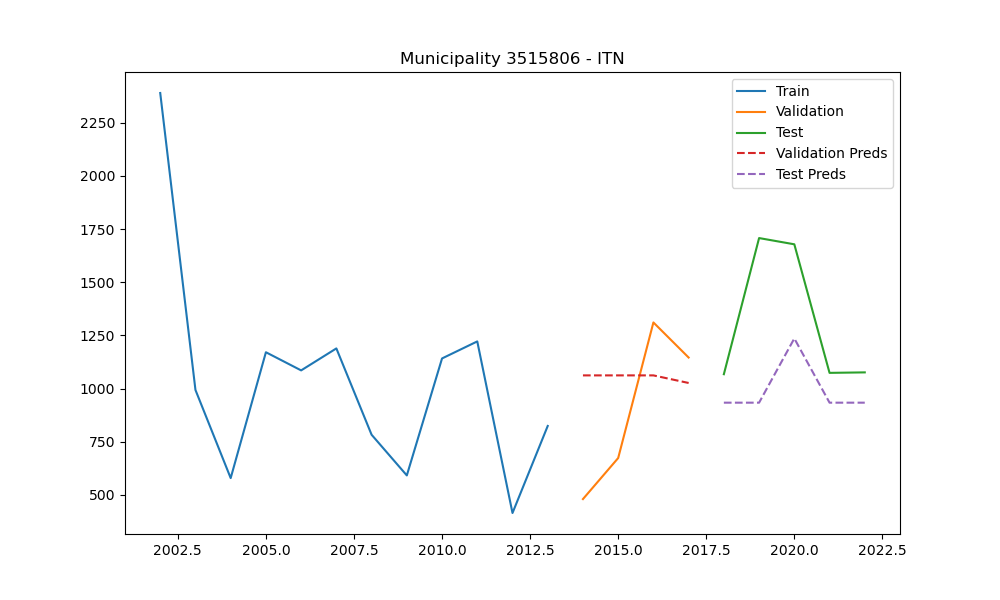 Municipality 3515806 - ITN
Train
Validation
Test
Validation Preds
Test Preds
2250
2000
1750
1500
1250
1000
750
500
2002.5 2005.0 2007.5 2010.0 2012.5 2015.0 2017.5 2020.0 2022.5